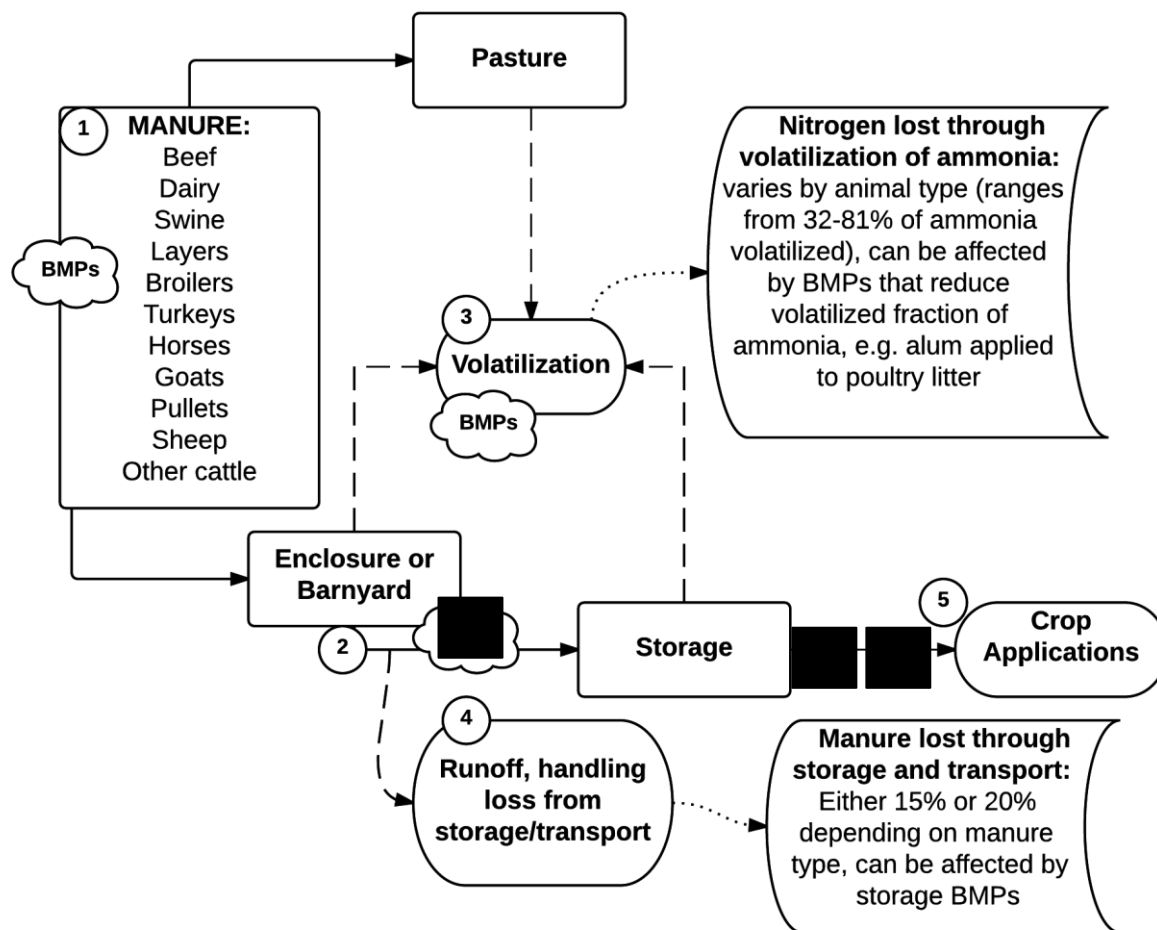 Pasture
1
MANURE:
Beef
Dairy
Swine
Layers
Broilers
Turkeys
Horses
Goats
Pullets
Sheep
Other cattle
BMPs
Nitrogen lost through
volatilization of ammonia:
varies by animal type (ranges
from 32-81% of ammonia
volatilized), can be affected
by BMPs that reduce
volatilized fraction of
ammonia, e.g. alum applied
to poultry litter
3
Volatilization
BMPs
Enclosure or
Barnyard
2
Storage
5
Crop
Applications
4
Runoff, handling
loss from
storage/transport
Manure lost through
storage and transport:
Either 15% or 20%
depending on manure
type, can be affected by
storage BMPs